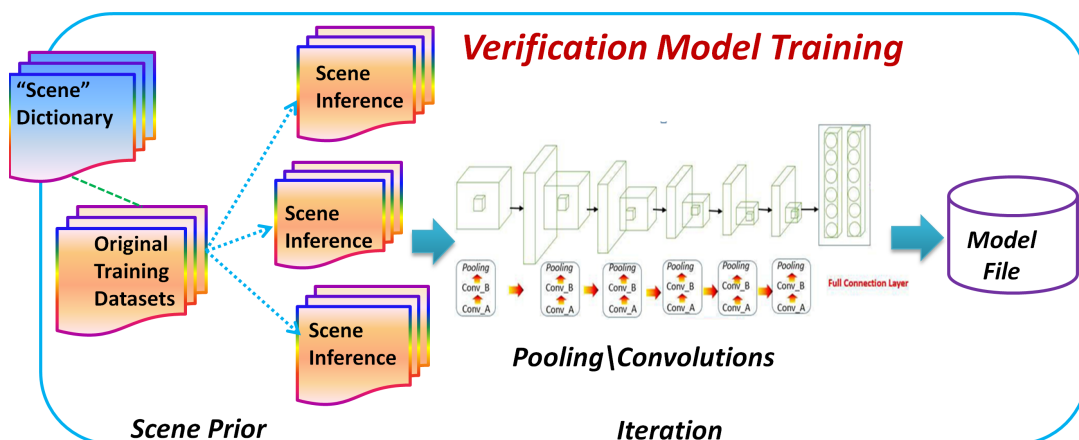 Verification Model Training
“Scene”
Dictionary
Scene
Inference
Scene
Inference
Original
Training
Datasets
Scene
Inference
Pooling
Conv_B
Conv_A
Pooling
Conv_B
Conv_A
Pooling
Conv_B
Conv_A
Pooling
Conv_B
Conv_A
Pooling
Conv_B
Conv_A
Pooling
Conv_B
Conv_A
Full Connection Layer
Model
File
Pooling\Convolutions
Scene Prior
Iteration